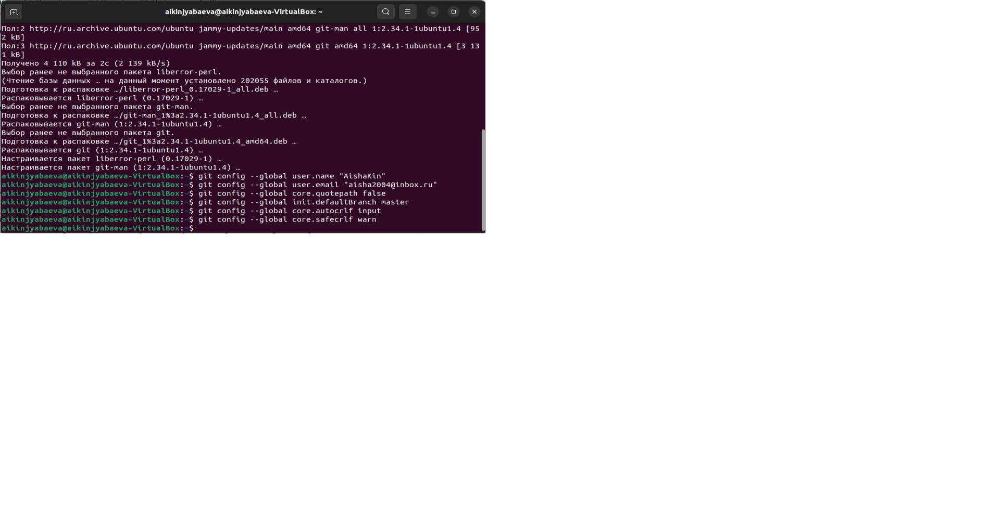 aikinjyabaeva@aikinjyabaeva-VirtualBox: ~
Пол:2 http://ru.archive.ubuntu.com/ubuntu jammy-updates/main amd64 git-man all 1:2.34.1-1ubuntu1.4 [95
2 kB]
Пол:3 http://ru.archive.ubuntu.com/ubuntu jammy-updates/main amd64 git amd64 1:2.34.1-1ubuntu1.4 [3 13
1 kB]
Получено 4 110 kB за 2с (2 139 kB/s)
Выбор ранее не выбранного пакета liberror-perl.
(Чтение базы данных … на данный момент установлено 202055 файлов и каталогов.)
Подготовка к распаковке …/liberror-perl_0.17029-1_all.deb …
Распаковывается liberror-perl (0.17029-1) …
Выбор ранее не выбранного пакета git-man.
Подготовка к распаковке …/git-man_1%3a2.34.1-1ubuntu1.4_all.deb …
Распаковывается git-man (1:2.34.1-1ubuntu1.4) …
Выбор ранее не выбранного пакета git.
Подготовка к распаковке …/git_1%3a2.34.1-1ubuntu1.4_amd64.deb …
Распаковывается git (1:2.34.1-1ubuntu1.4) …
Настраивается пакет liberror-perl (0.17029-1) …
Настраивается пакет git-man (1:2.34.1-1ubuntu1.4) …
aikinjyabaeva@aikinjyabaeva-VirtualBox:~$ git config --global user.name "AishaKin"
aikinjyabaeva@aikinjyabaeva-VirtualBox:~$ git config --global user.email "aisha2004@inbox.ru"
aikinjyabaeva@aikinjyabaeva-VirtualBox:~$ git config --global core.quotepath false
aikinjyabaeva@aikinjyabaeva-VirtualBox:~$ git config --global init.defaultBranch master
aikinjyabaeva@aikinjyabaeva-VirtualBox:~$ git config --global core.autocrlf input
aikinjyabaeva@aikinjyabaeva-VirtualBox:~$ git config --global core.safecrlf warn
aikinjyabaeva@aikinjyabaeva-VirtualBox:~$